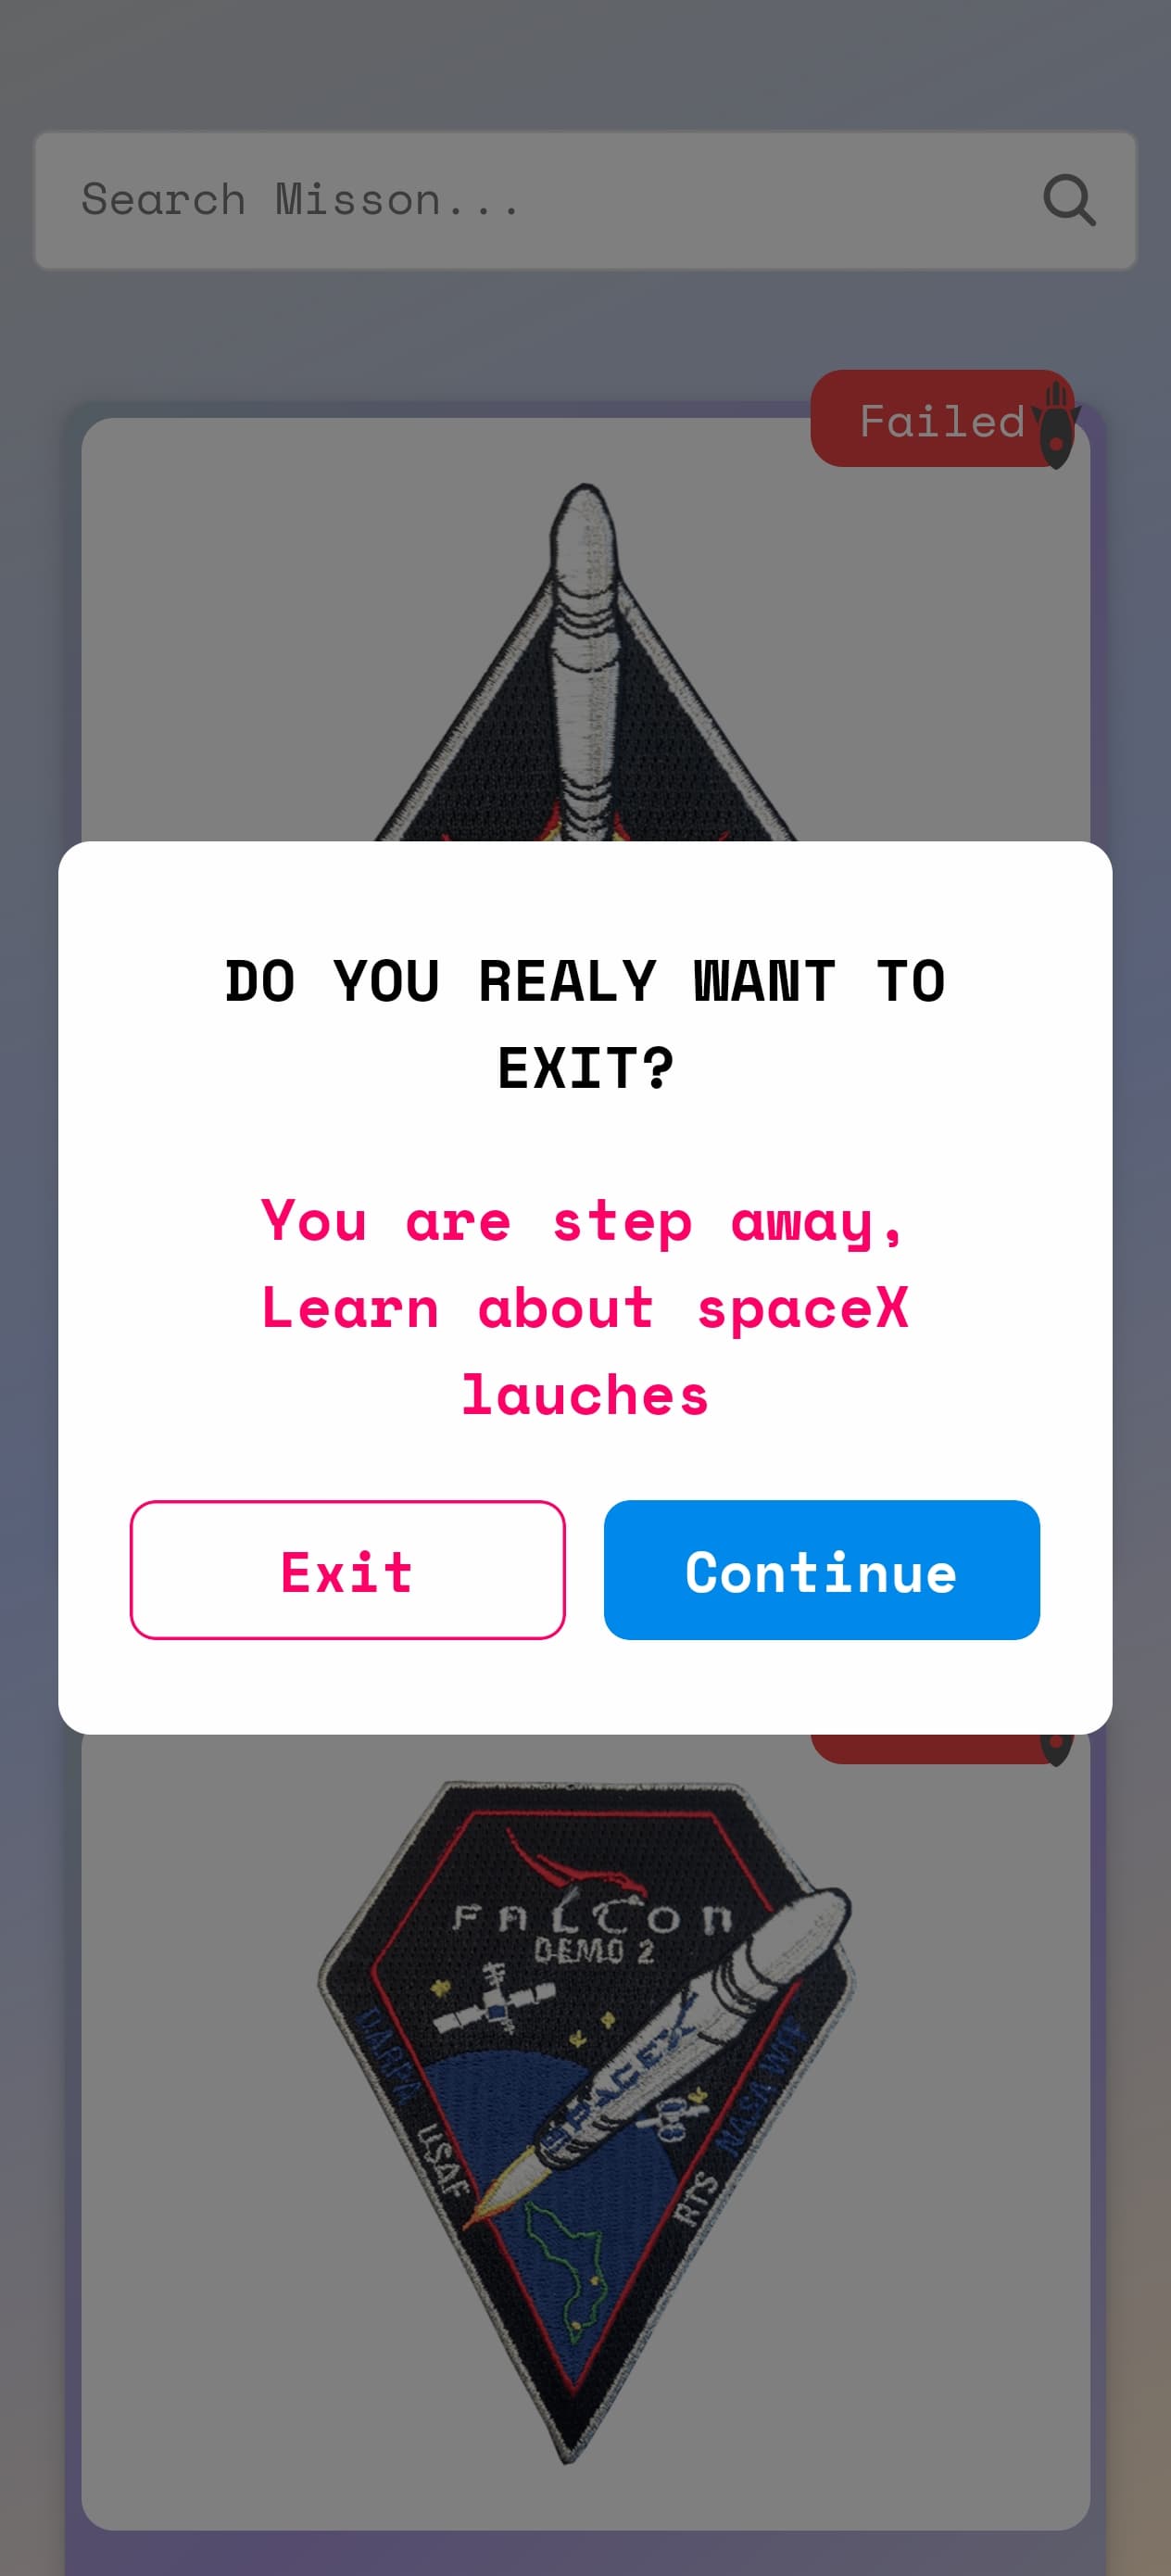 Search Misson...
Failed
DO YOU REALY WANT TO
EXIT?
You are step away,
Learn about spaceX
lauches
Exit
Continue
FALCon
DEMO 2
SPACEX
DARPA
USAF
NASA
RTS